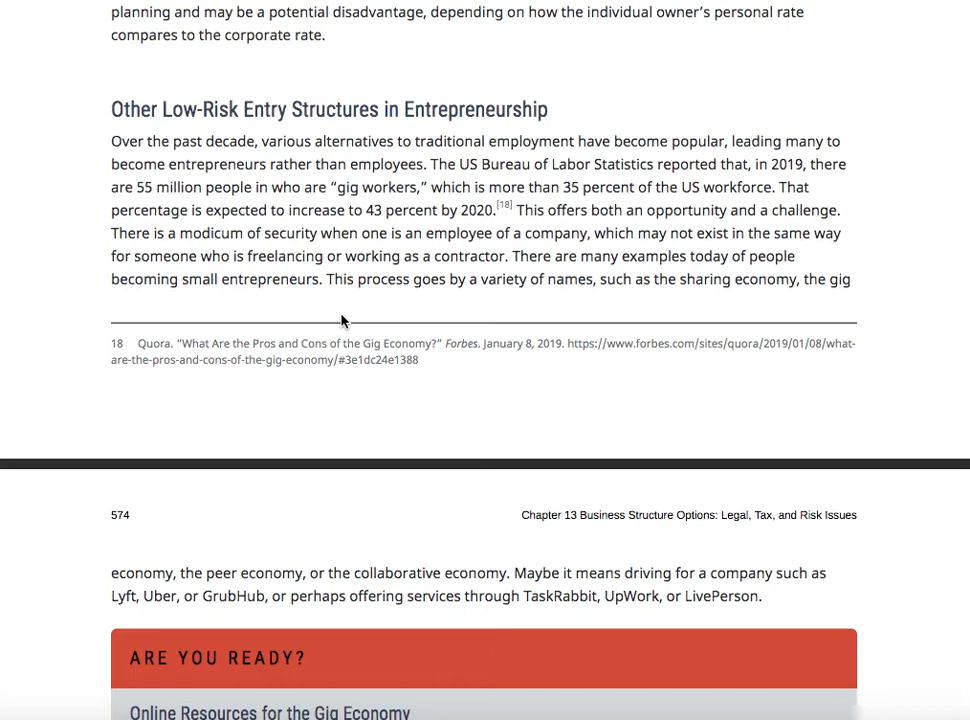 planning and may be a potential disadvantage, depending on how the individual owner’s personal rate
compares to the corporate rate.
Other Low-Risk Entry Structures in Entrepreneurship
Over the past decade, various alternatives to traditional employment have become popular, leading many to
become entrepreneurs rather than employees. The US Bureau of Labor Statistics reported that, in 2019, there
are 55 million people in who are “gig workers,” which is more than 35 percent of the US workforce. That
percentage is expected to increase to 43 percent by 2020.[18] This offers both an opportunity and a challenge.
There is a modicum of security when one is an employee of a company, which may not exist in the same way
for someone who is freelancing or working as a contractor. There are many examples today of people
becoming small entrepreneurs. This process goes by a variety of names, such as the sharing economy, the gig
18 Quora. “What Are the Pros and Cons of the Gig Economy?” Forbes. January 8, 2019. https://www.forbes.com/sites/quora/2019/01/08/what-
are-the-pros-and-cons-of-the-gig-economy/#3e1dc24e1388
574 Chapter 13 Business Structure Options: Legal, Tax, and Risk Issues
economy, the peer economy, or the collaborative economy. Maybe it means driving for a company such as
Lyft, Uber, or GrubHub, or perhaps offering services through TaskRabbit, UpWork, or LivePerson.
ARE YOU READY?
Online Resources for the Gig Economy